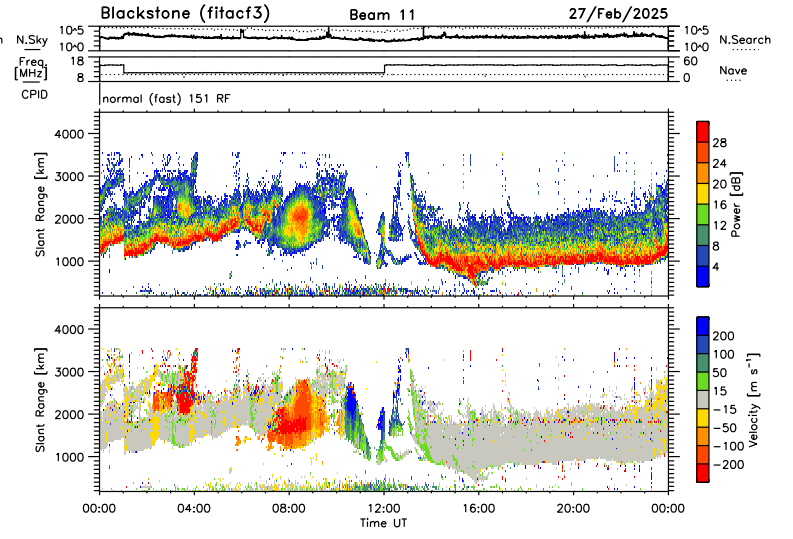 Blackstone (fitacf3) Beam 11 27/Feb/2025
n N.Sky 10^5 10^0 10^5 10^0 N.Search
Freq. [MHz] 18 8 60 0 Nave
CPID normal (fast) 151 RF
Slant Range [km]
4000
3000
2000
1000
28
24
20
16
12
8
4
Power [dB]
Slant Range [km]
4000
3000
2000
1000
200
100
50
15
-15
-50
-100
-200
Velocity [m s⁻¹]
00:00 04:00 08:00 12:00 16:00 20:00 00:00
Time UT